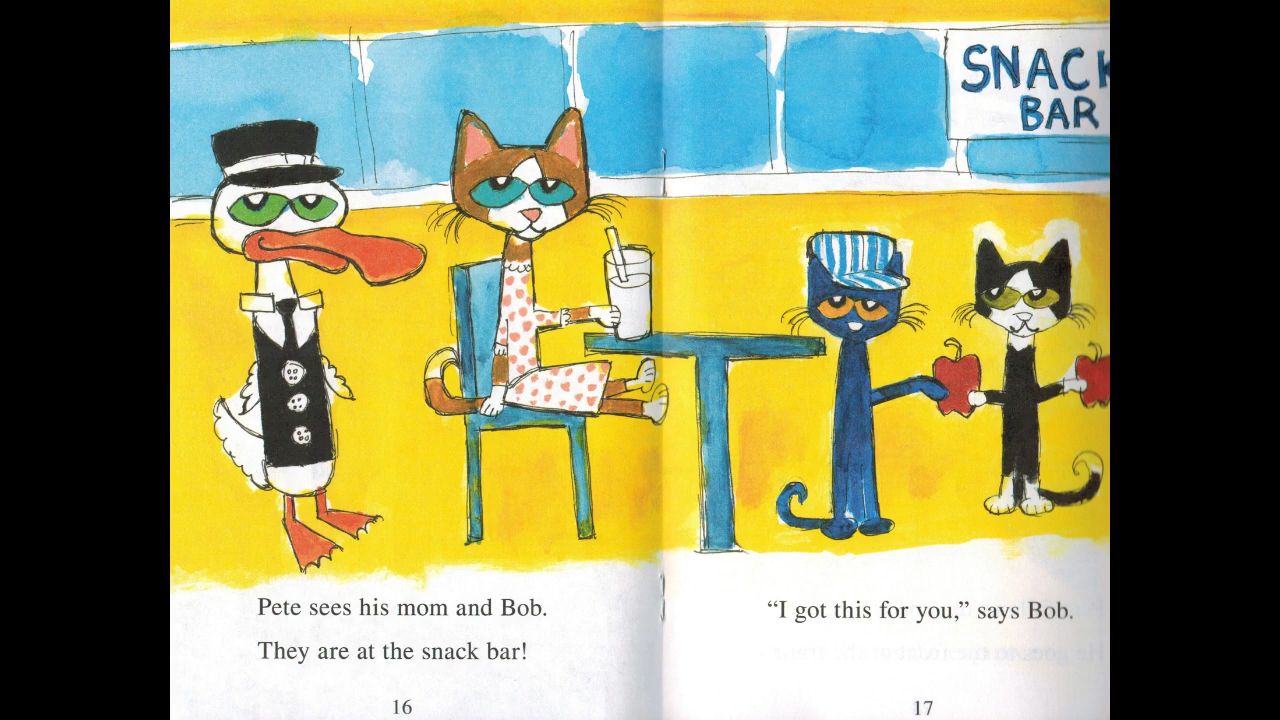 SNACK
BAR
Pete sees his mom and Bob.
They are at the snack bar!
16
“I got this for you,” says Bob.
17